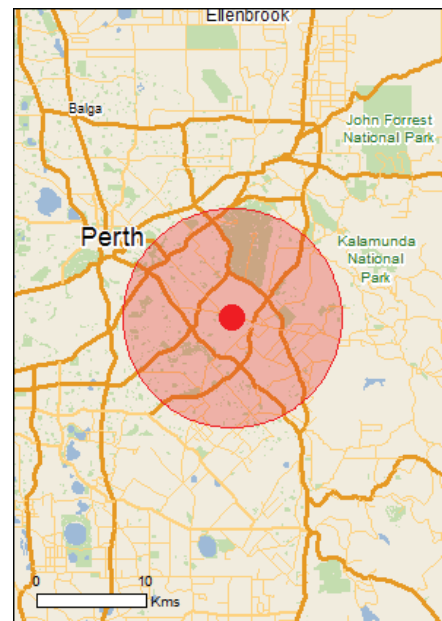 Ellenbrook
Balga
John Forrest
National Park
Perth
Kalamunda
National
Park
0 10
Kms